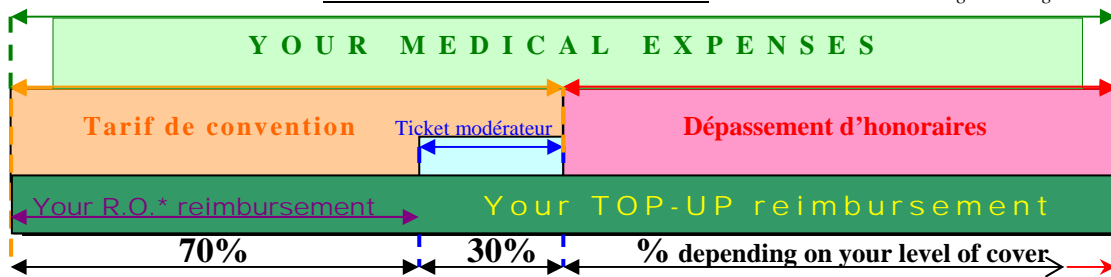 YOUR MEDICAL EXPENSES
Tarif de convention
Ticket modérateur
Dépassement d'honoraires
Your R.O.* reimbursement
Your TOP-UP reimbursement
70%
30%
% depending on your level of cover